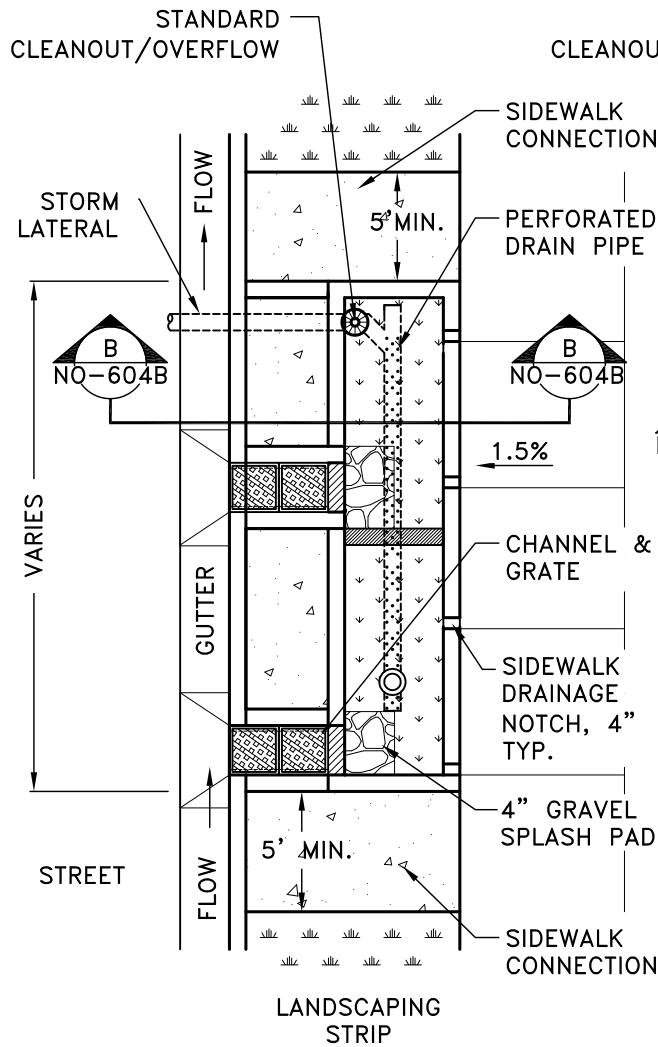 STANDARD
CLEANOUT/OVERFLOW
CLEANOU
SIDEWALK
CONNECTION
FLOW
STORM
LATERAL
5' MIN.
PERFORATED
DRAIN PIPE
B
NO-604B
B
NO-604B
1.5%
VARIES
CHANNEL &
GRATE
GUTTER
SIDEWALK
DRAINAGE
NOTCH, 4"
TYP.
4" GRAVEL
SPLASH PAD
5' MIN.
STREET
FLOW
SIDEWALK
CONNECTION
LANDSCAPING
STRIP